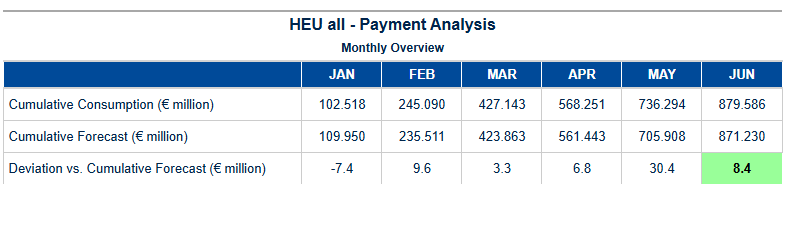 HEU all - Payment Analysis
Monthly Overview
JAN FEB MAR APR MAY JUN
Cumulative Consumption (€ million) 102.518 245.090 427.143 568.251 736.294 879.586
Cumulative Forecast (€ million) 109.950 235.511 423.863 561.443 705.908 871.230
Deviation vs. Cumulative Forecast (€ million) -7.4 9.6 3.3 6.8 30.4 8.4